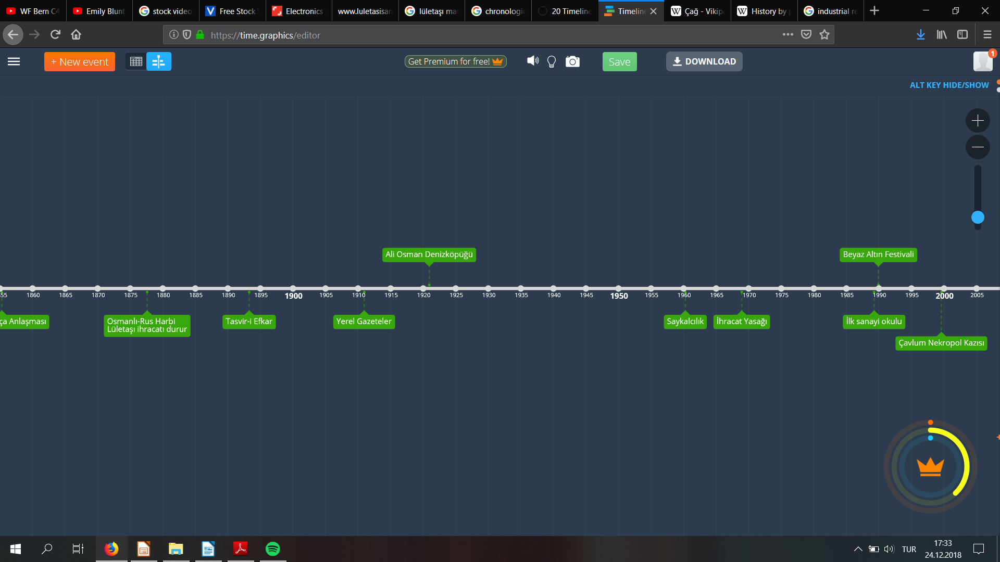 WF Bern C4
Emily Blunt
stock video
Free Stock
Electronics
www.luletasisan
lületaşı ma
chronologic
20 Timeline
Timeline
Çağ - Vikip
History by p
industrial re
https://time.graphics/editor
+ New event
Get Premium for free!
Save
DOWNLOAD
1
ALT KEY HIDE/SHOW
Ali Osman Denizköpüğü
Beyaz Altın Festivali
55 1860 1865 1870 1875 1880 1885 1890 1895 1900 1905 1910 1915 1920 1925 1930 1935 1940 1945 1950 1955 1960 1965 1970 1975 1980 1985 1990 1995 2000 2005
ça Anlaşması
Osmanlı-Rus Harbi
Lületaşı ihracatı durur
Tasvir-i Efkar
Yerel Gazeteler
Saykalcılık
İhracat Yasağı
İlk sanayi okulu
Çavlum Nekropol Kazısı
TUR
17:33
24.12.2018